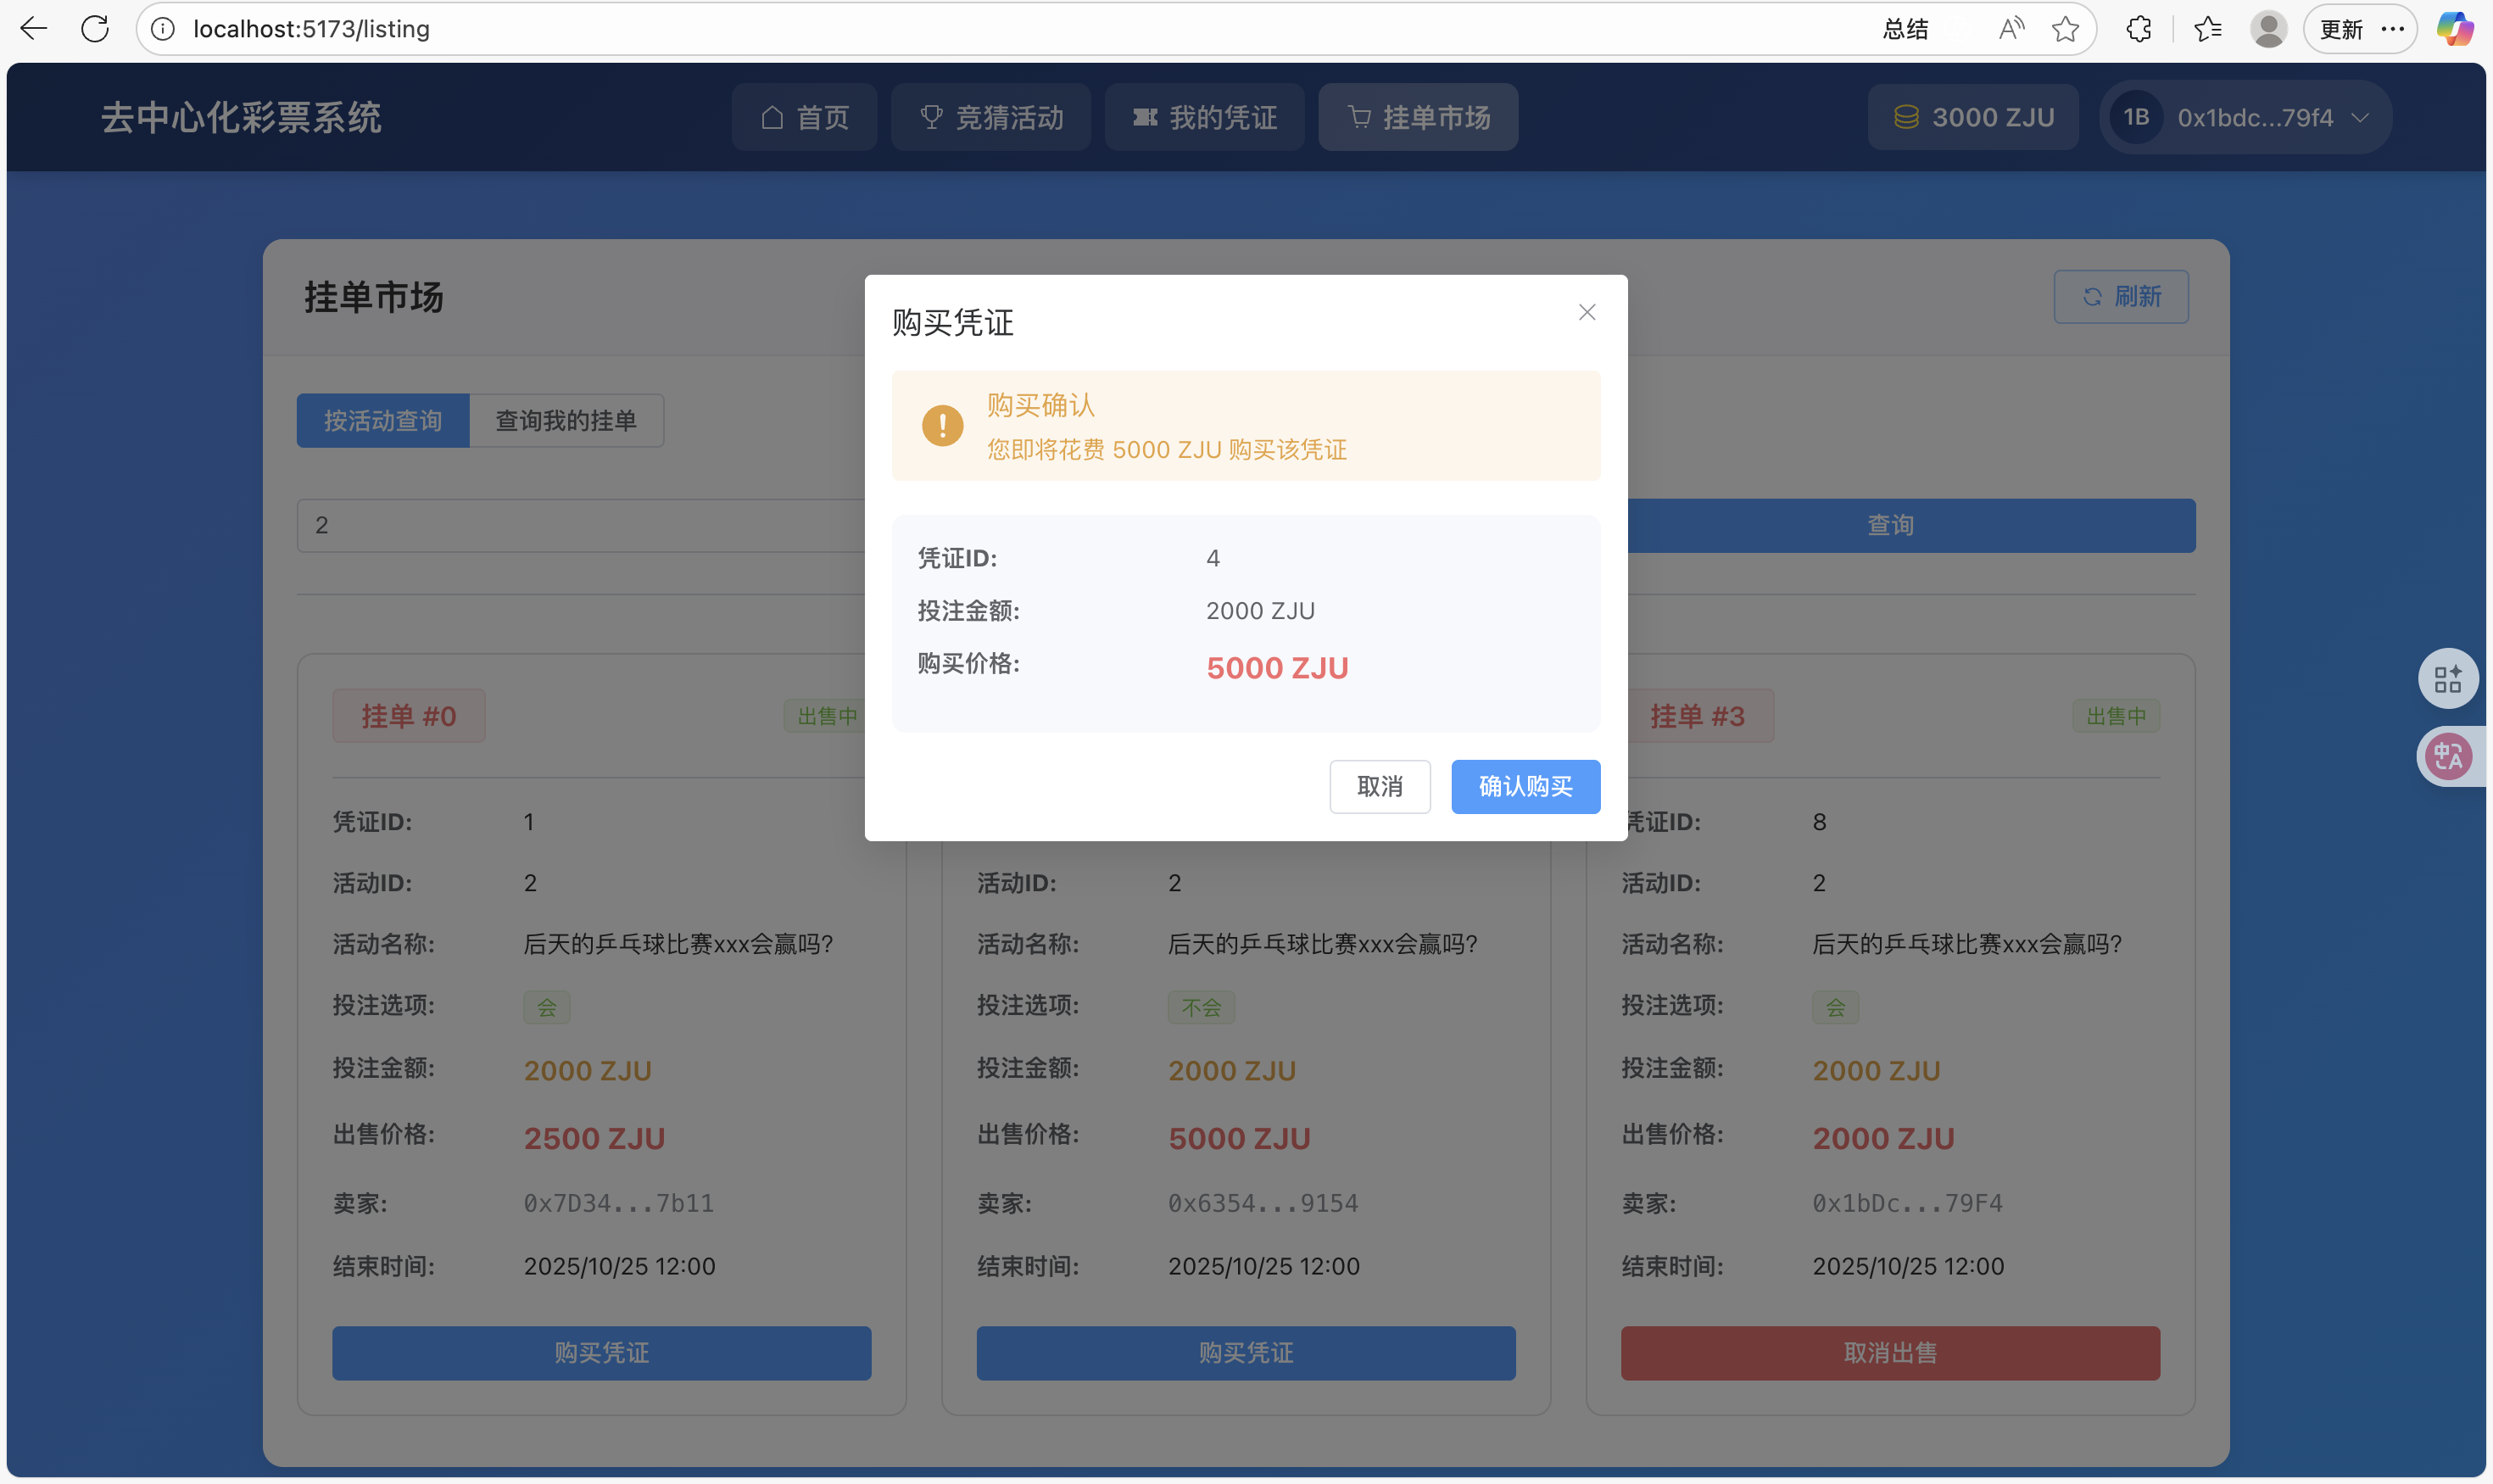 localhost:5173/listing
总结
更新
去中心化彩票系统
首页
竞猜活动
我的凭证
挂单市场
3000 ZJU
1B
0x1bdc...79f4
挂单市场
刷新
按活动查询
查询我的挂单
2
查询
购买凭证
购买确认
您即将花费 5000 ZJU 购买该凭证
凭证ID: 4
投注金额: 2000 ZJU
购买价格: 5000 ZJU
取消
确认购买
挂单 #0
出售中
凭证ID: 1
活动ID: 2
活动名称: 后天的乒乓球比赛xxx会赢吗?
投注选项: 会
投注金额: 2000 ZJU
出售价格: 2500 ZJU
卖家: 0x7D34...7b11
结束时间: 2025/10/25 12:00
购买凭证
活动ID: 2
活动名称: 后天的乒乓球比赛xxx会赢吗?
投注选项: 不会
投注金额: 2000 ZJU
出售价格: 5000 ZJU
卖家: 0x6354...9154
结束时间: 2025/10/25 12:00
购买凭证
挂单 #3
出售中
凭证ID: 8
活动ID: 2
活动名称: 后天的乒乓球比赛xxx会赢吗?
投注选项: 会
投注金额: 2000 ZJU
出售价格: 2000 ZJU
卖家: 0x1bDc...79F4
结束时间: 2025/10/25 12:00
取消出售
中A